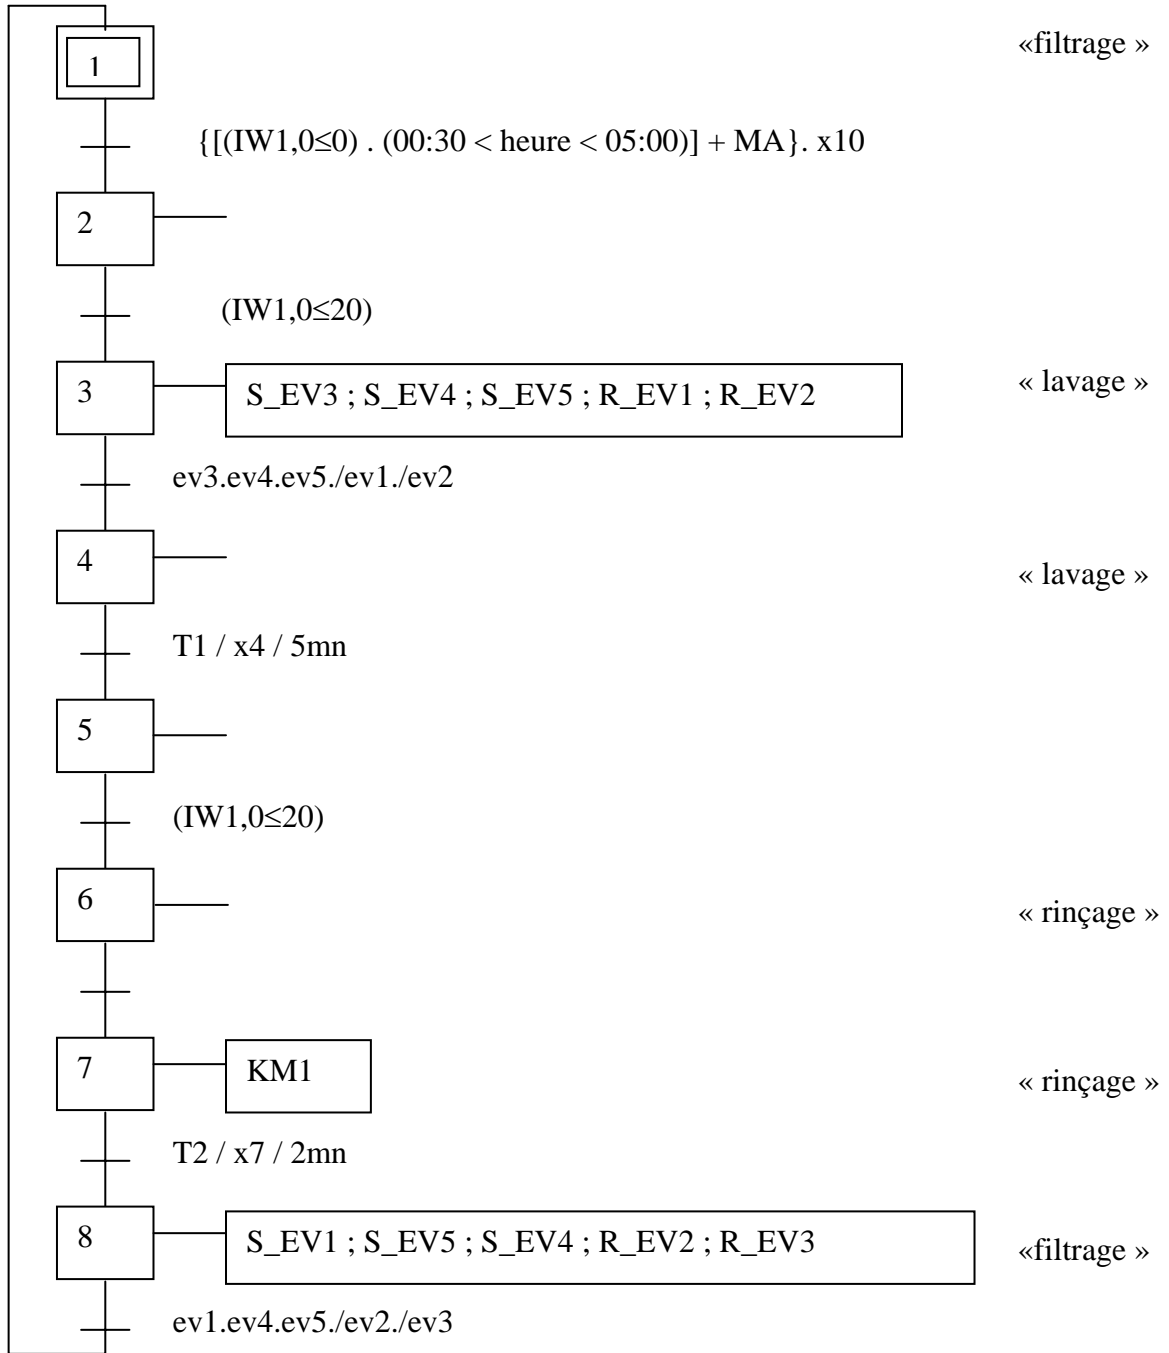 «filtrage »
1
{[(IW1,0≤0) . (00:30 < heure < 05:00)] + MA}. x10
2
(IW1,0≤20)
3
S_EV3 ; S_EV4 ; S_EV5 ; R_EV1 ; R_EV2
« lavage »
ev3.ev4.ev5./ev1./ev2
4
« lavage »
T1 / x4 / 5mn
5
(IW1,0≤20)
6
« rinçage »
7
KM1
« rinçage »
T2 / x7 / 2mn
8
S_EV1 ; S_EV5 ; S_EV4 ; R_EV2 ; R_EV3
«filtrage »
ev1.ev4.ev5./ev2./ev3